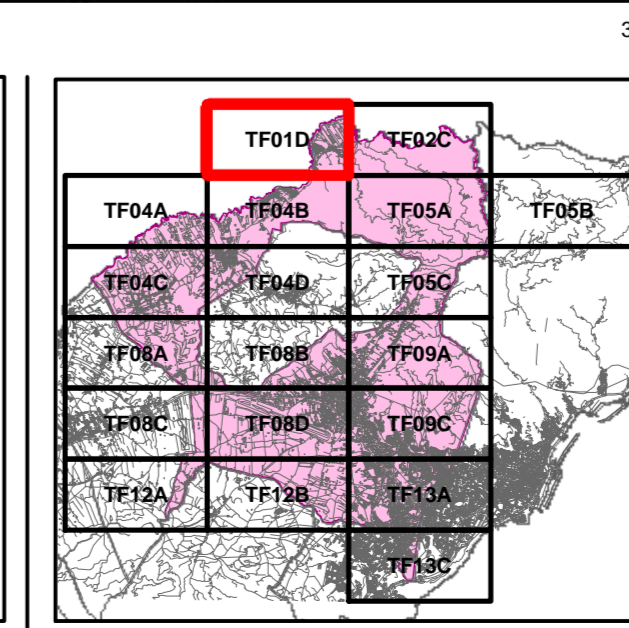 3
TF01D TF02C
TF04A TF04B TF05A TF05B
TF04C TF04D TF05C
TF08A TF08B TF09A
TF08C TF08D TF09C
TF12A TF12B TF13A
TF13C